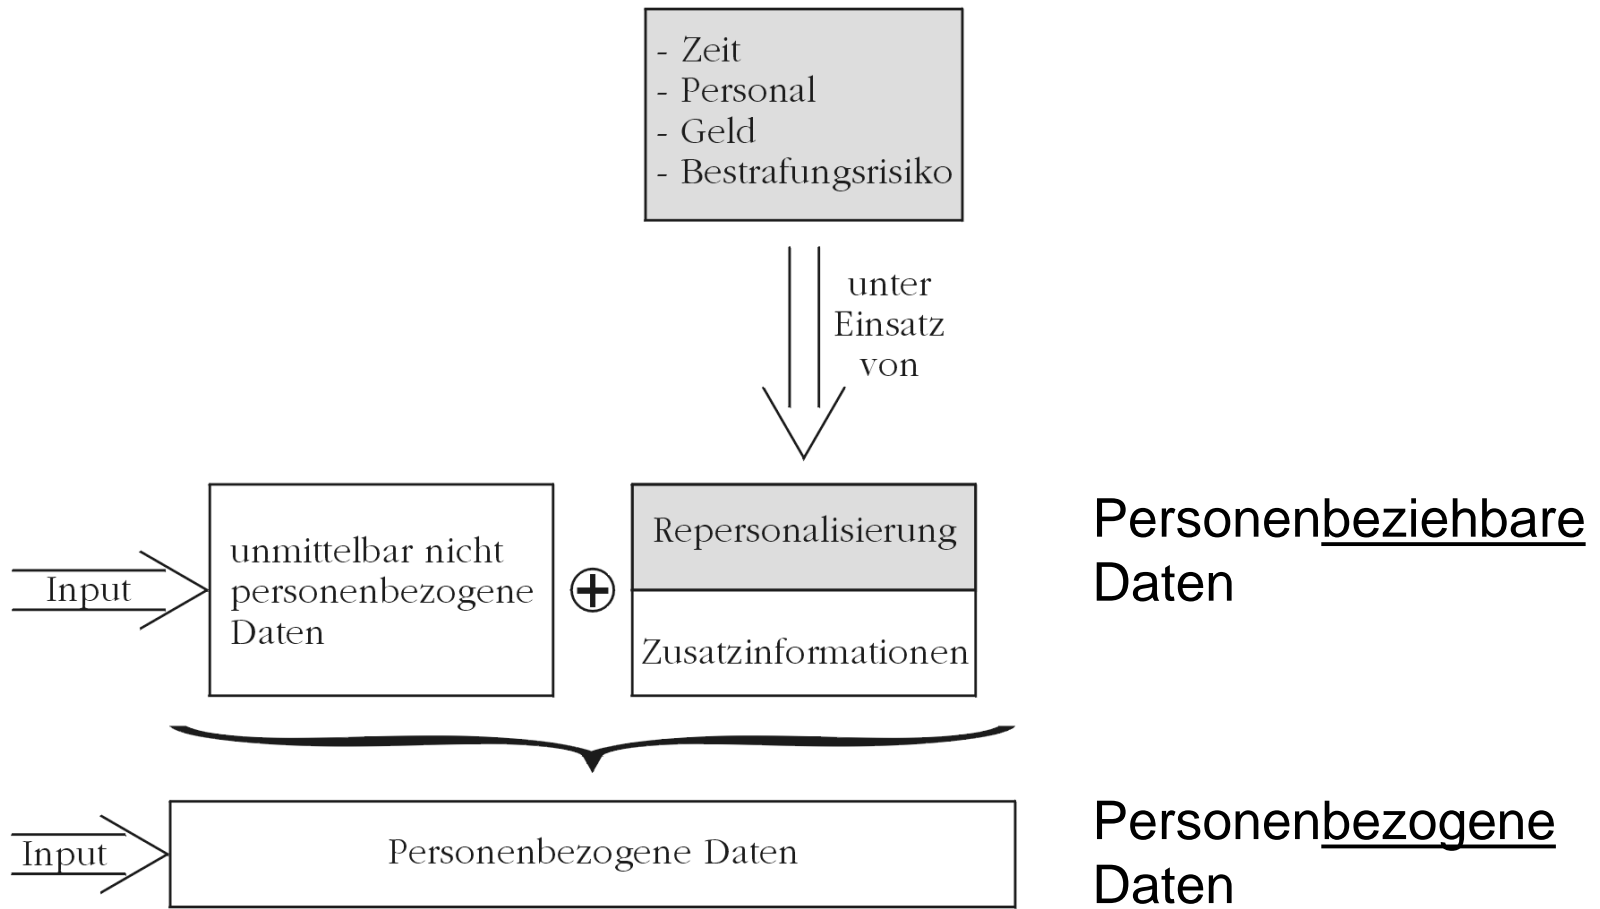 - Zeit
- Personal
- Geld
- Bestrafungsrisiko
unter
Einsatz
von
Input
unmittelbar nicht
personenbezogene
Daten
Repersonalisierung
Zusatzinformationen
Personenbeziehbare
Daten
Input
Personenbezogene Daten
Personenbezogene
Daten